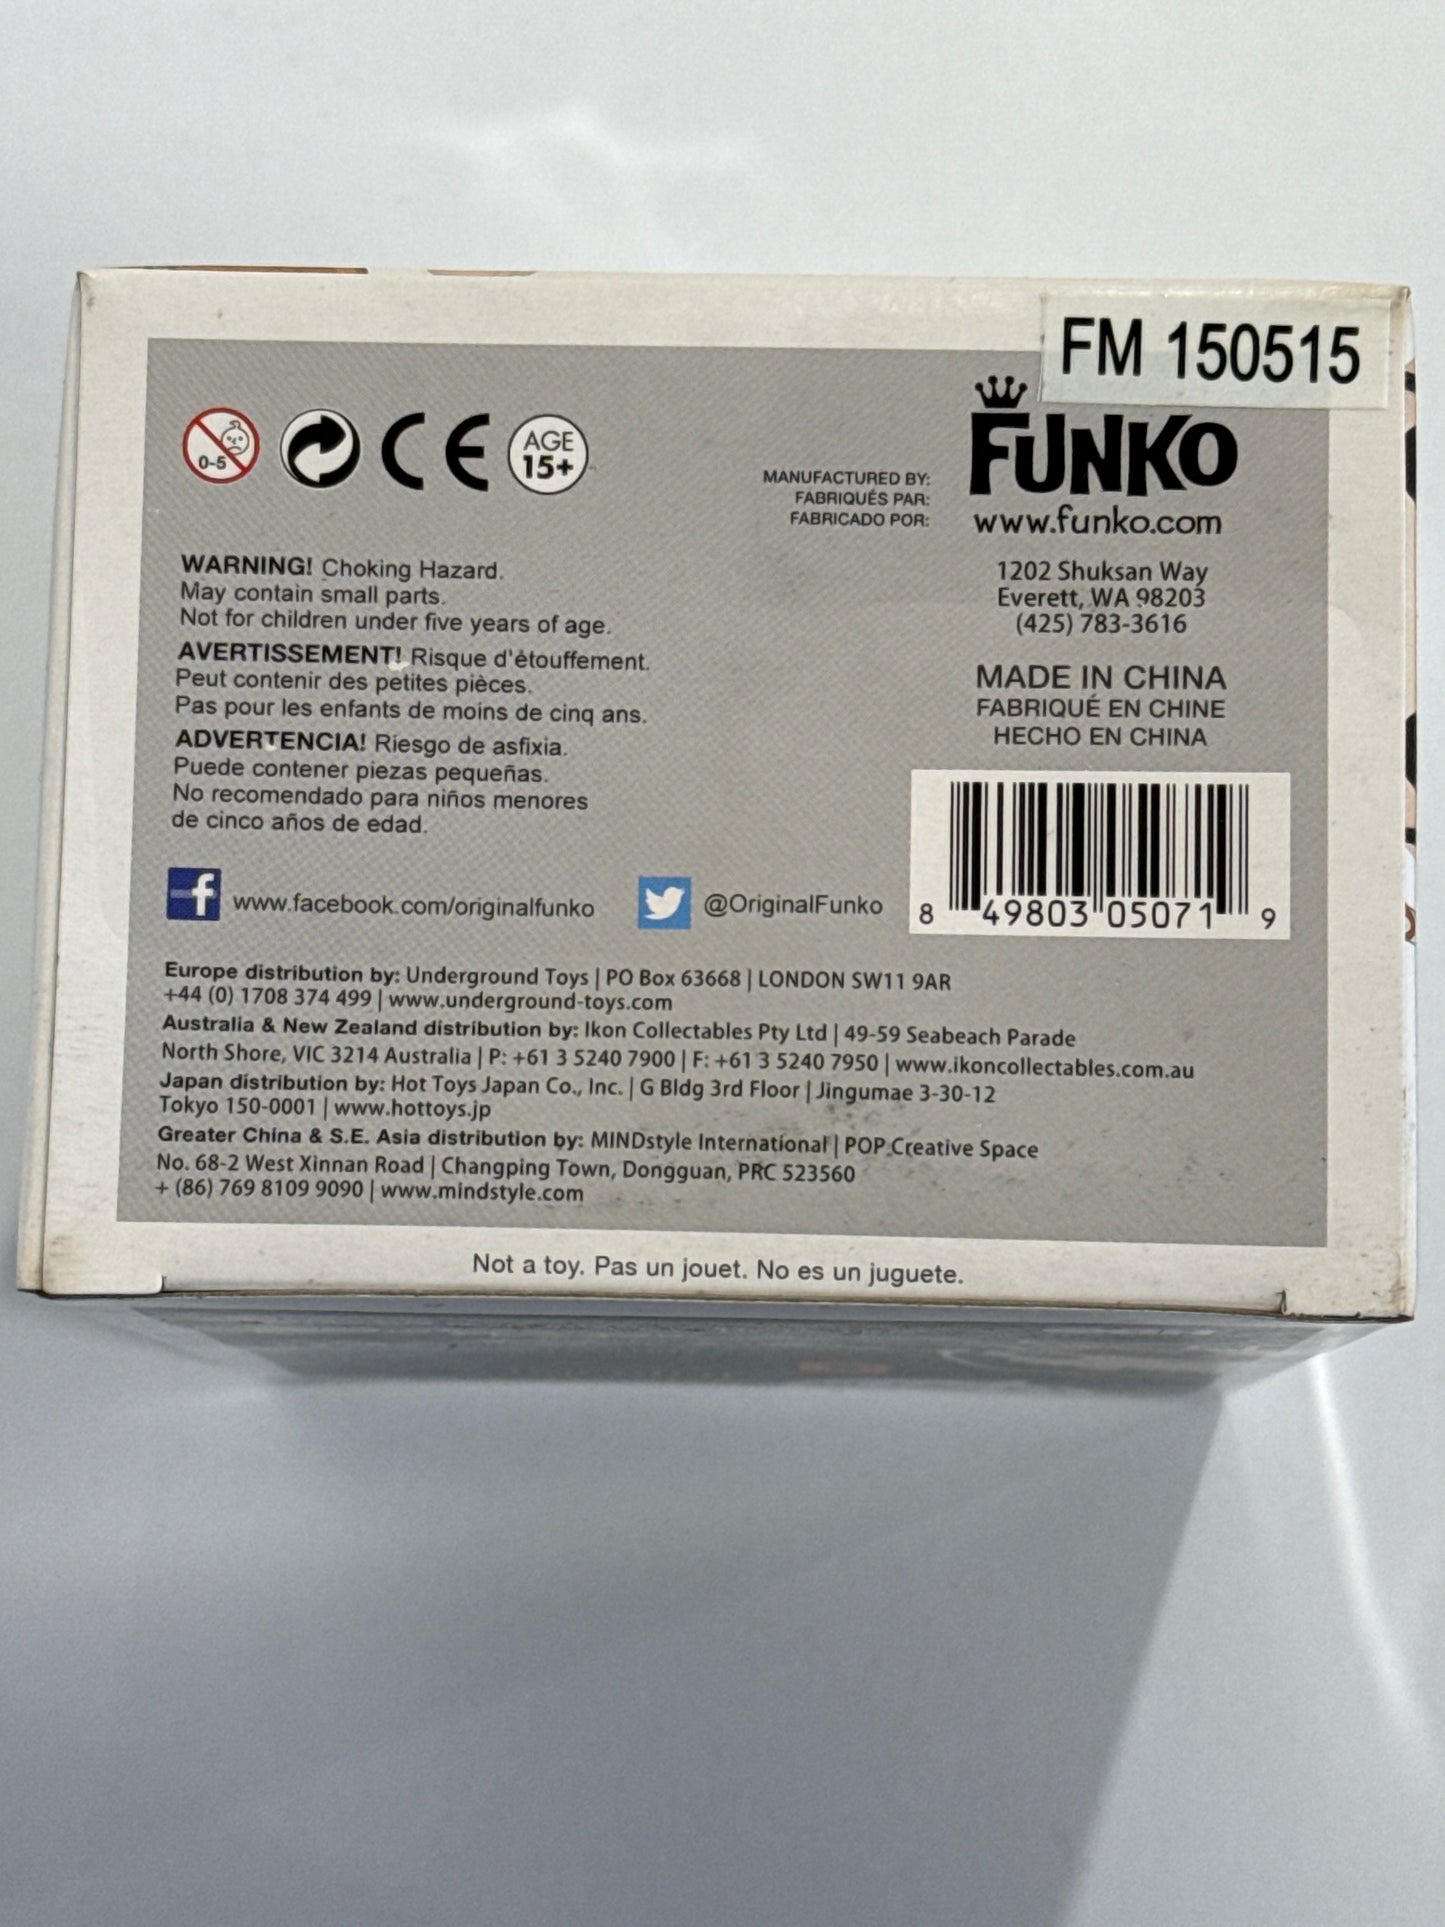 FM 150515
0-5
CE
AGE
15+
MANUFACTURED BY:
FABRIQUÉS PAR:
FABRICADO POR:
FUNKO
www.funko.com
1202 Shuksan Way
Everett, WA 98203
(425) 783-3616
MADE IN CHINA
FABRIQUÉ EN CHINE
HECHO EN CHINA
WARNING! Choking Hazard.
May contain small parts.
Not for children under five years of age.
AVERTISSEMENT! Risque d'étouffement.
Peut contenir des petites pièces.
Pas pour les enfants de moins de cinq ans.
ADVERTENCIA! Riesgo de asfixia.
Puede contener piezas pequeñas.
No recomendado para niños menores
de cinco años de edad.
f www.facebook.com/originalfunko
@OriginalFunko
8 49803 05071 9
Europe distribution by: Underground Toys | PO Box 63668 | LONDON SW11 9AR
+44 (0) 1708 374 499 | www.underground-toys.com
Australia & New Zealand distribution by: Ikon Collectables Pty Ltd | 49-59 Seabeach Parade
North Shore, VIC 3214 Australia | P: +61 3 5240 7900 | F: +61 3 5240 7950 | www.ikoncollectables.com.au
Japan distribution by: Hot Toys Japan Co., Inc. | G Bldg 3rd Floor | Jingumae 3-30-12
Tokyo 150-0001 | www.hottoys.jp
Greater China & S.E. Asia distribution by: MINDstyle International | POP Creative Space
No. 68-2 West Xinnan Road | Changping Town, Dongguan, PRC 523560
+ (86) 769 8109 9090 | www.mindstyle.com
Not a toy. Pas un jouet. No es un juguete.